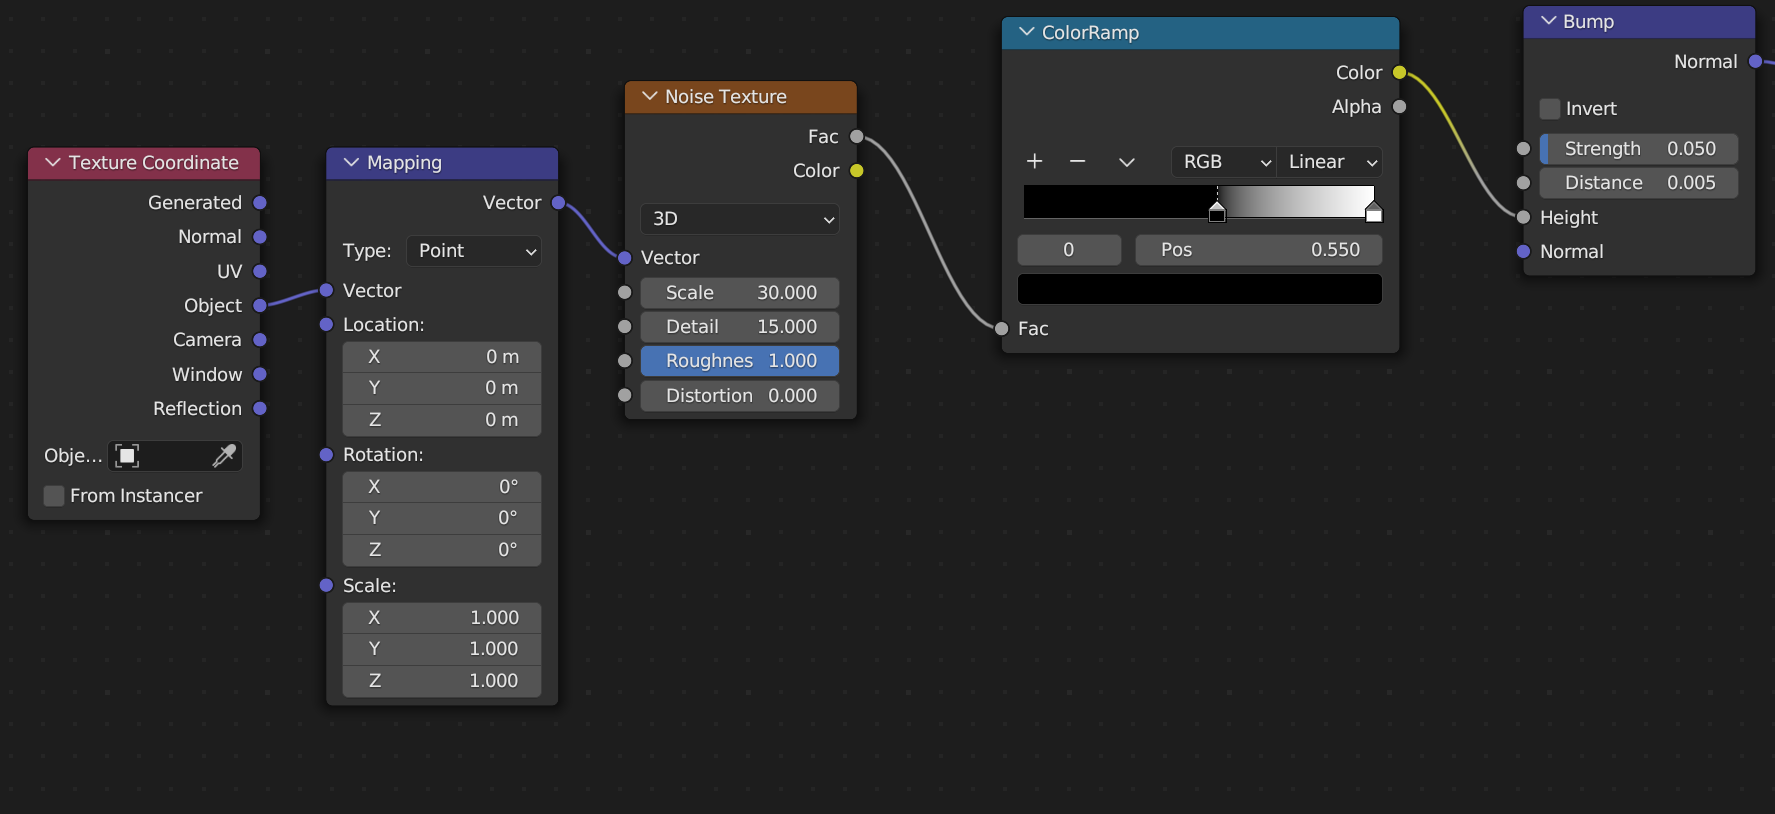 Texture Coordinate
Generated
Normal
UV
Object
Camera
Window
Reflection
Obje...
From Instancer
Mapping
Vector
Type: Point
Vector
Location:
X 0 m
Y 0 m
Z 0 m
Rotation:
X 0°
Y 0°
Z 0°
Scale:
X 1.000
Y 1.000
Z 1.000
Noise Texture
Fac
Color
3D
Vector
Scale 30.000
Detail 15.000
Roughnes 1.000
Distortion 0.000
ColorRamp
Color
Alpha
RGB Linear
0 Pos 0.550
Fac
Bump
Normal
Invert
Strength 0.050
Distance 0.005
Height
Normal